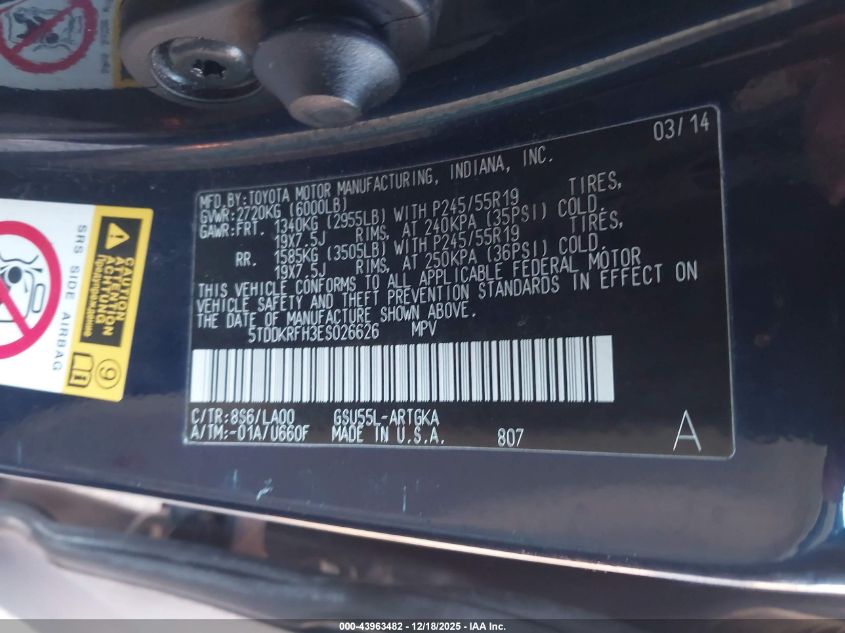 03/14
MFD.BY:TOYOTA MOTOR MANUFACTURING, INDIANA, INC.
GVWR:2720KG (6000LB)
GAWR:FRT. 1340KG (2955LB) WITH P245/55R19 TIRES,
19X7.5J RIMS, AT 240KPA (35PSI) COLD.
RR. 1585KG (3505LB) WITH P245/55R19 TIRES,
19X7.5J RIMS, AT 250KPA (36PSI) COLD.
THIS VEHICLE CONFORMS TO ALL APPLICABLE FEDERAL MOTOR
VEHICLE SAFETY AND THEFT PREVENTION STANDARDS IN EFFECT ON
THE DATE OF MANUFACTURE SHOWN ABOVE.
5TDDKRFH3ES026626 MPV
C/TR:8S6/LA00 GSU55L-ARTGKA
A/TM:-01A/U660F MADE IN U.S.A. 807 A
SRS SIDE AIRBAG
CAUTION
ATTENTION
ACHTUNG
9
000-43963482 - 12/18/2025 - IAA Inc.